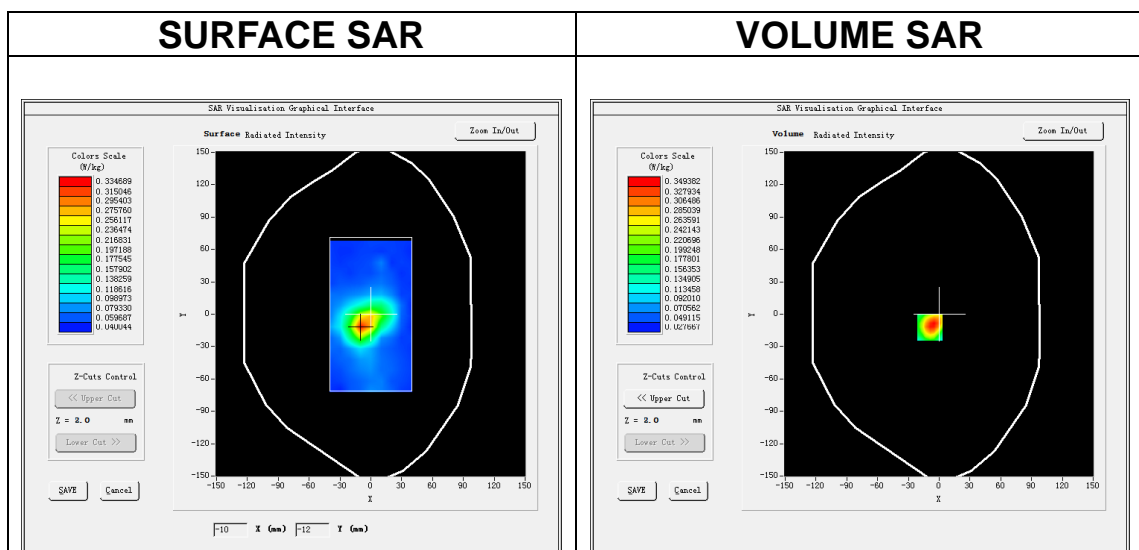 SURFACE SAR
VOLUME SAR
SAR Visualisation Graphical Interface
Surface Radiated Intensity
Zoom In/Out
Colors Scale
(W/kg)
0.334689
0.315046
0.295403
0.275760
0.256117
0.236474
0.216831
0.197188
0.177545
0.157902
0.138259
0.118616
0.098973
0.079330
0.059687
0.040044
150
120
90
60
30
0
-30
-60
-90
-120
-150
Y
-150 -120 -90 -60 -30 0 30 60 90 120 150
X
Z-Cuts Control
<< Upper Cut
Z = 2.0 mm
Lower Cut >>
SAVE Cancel
-10 X (mm) -12 Y (mm)
SAR Visualisation Graphical Interface
Volume Radiated Intensity
Zoom In/Out
Colors Scale
(W/kg)
0.349382
0.327934
0.306486
0.285039
0.263591
0.242143
0.220696
0.199248
0.177801
0.156353
0.134905
0.113458
0.092010
0.070562
0.049115
0.027667
150
120
90
60
30
0
-30
-60
-90
-120
-150
Y
-150 -120 -90 -60 -30 0 30 60 90 120 150
X
Z-Cuts Control
<< Upper Cut
Z = 2.0 mm
Lower Cut >>
SAVE Cancel